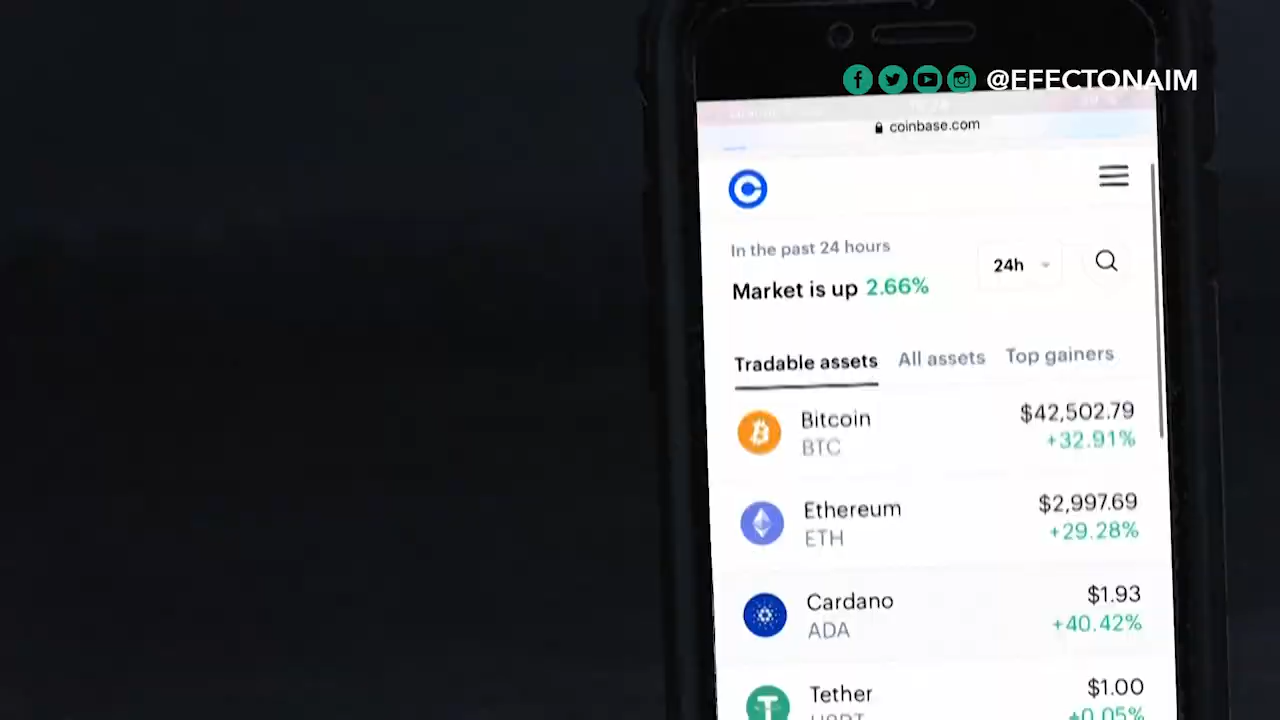 @EFECTONAIM
coinbase.com
In the past 24 hours
Market is up 2.66%
24h
Tradable assets
All assets
Top gainers
Bitcoin
$42,502.79
BTC
+32.91%
Ethereum
$2,997.69
ETH
+29.28%
Cardano
$1.93
ADA
+40.42%
Tether
$1.00
USDT
+0.05%